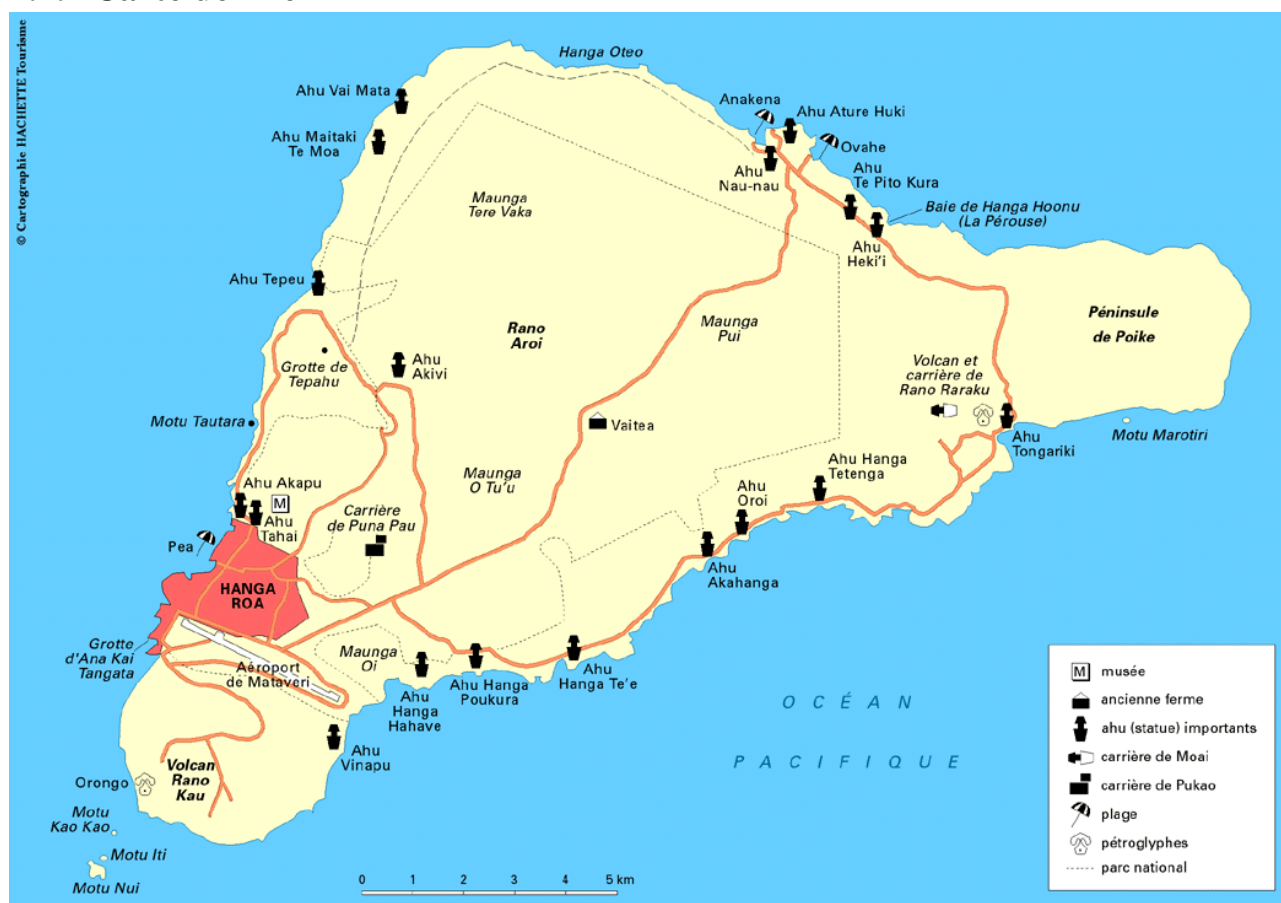 © Cartographie HACHETTE Tourisme
Hanga Oteo
Ahu Vai Mata
Ahu Maitaki
Te Moa
Anakena
Ahu Ature Huki
Ovahe
Ahu
Nau-nau
Ahu
Te Pito Kura
Baie de Hanga Hoonu
(La Pérouse)
Ahu
Heki'i
Maunga
Tere Vaka
Ahu Tepeu
Rano
Aroi
Maunga
Pui
Péninsule
de Poike
Grotte de
Tepahu
Ahu
Akivi
Volcan et
carrière de
Rano Raraku
Motu Tautara
Vaitea
Ahu
Tongariki
Motu Marotiri
Maunga
O Tu'u
Ahu Hanga
Tetenga
Ahu
Oroi
Ahu Akapu
M
Ahu
Tahai
Carrière
de Puna Pau
Pea
Ahu
Akahanga
HANGA
ROA
Grotte
d'Ana Kai
Tangata
Aéroport
de Mataveri
Maunga
Oi
Ahu
Hanga
Hahave
Ahu Hanga
Poukura
Ahu
Hanga Te'e
Ahu
Vinapu
OCÉAN
PACIFIQUE
Volcan
Rano
Kau
Orongo
Motu
Kao Kao
Motu Iti
Motu Nui
0 1 2 3 4 5 km
M musée
ancienne ferme
ahu (statue) importants
carrière de Moai
carrière de Pukao
plage
pétroglyphes
parc national